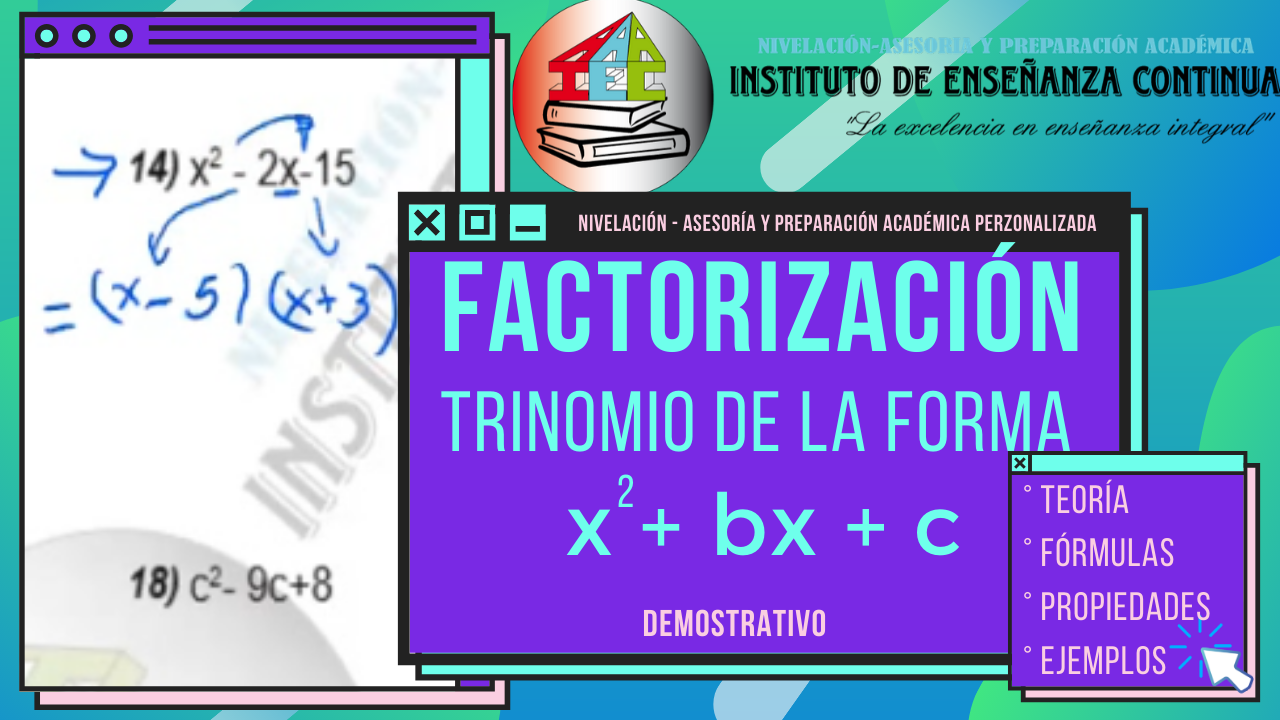 NIVELACIÓN-ASESORIA Y PREPARACIÓN ACADÉMICA
INSTITUTO DE ENSEÑANZA CONTINUA
"La excelencia en enseñanza integral"
IEC
→ 14) x² - 2x-15
= (x - 5) (x+3)
18) c²- 9c+8
NIVELACIÓN - ASESORÍA Y PREPARACIÓN ACADÉMICA PERZONALIZADA
FACTORIZACIÓN
TRINOMIO DE LA FORMA
x² + bx + c
DEMOSTRATIVO
° TEORÍA
° FÓRMULAS
° PROPIEDADES
° EJEMPLOS